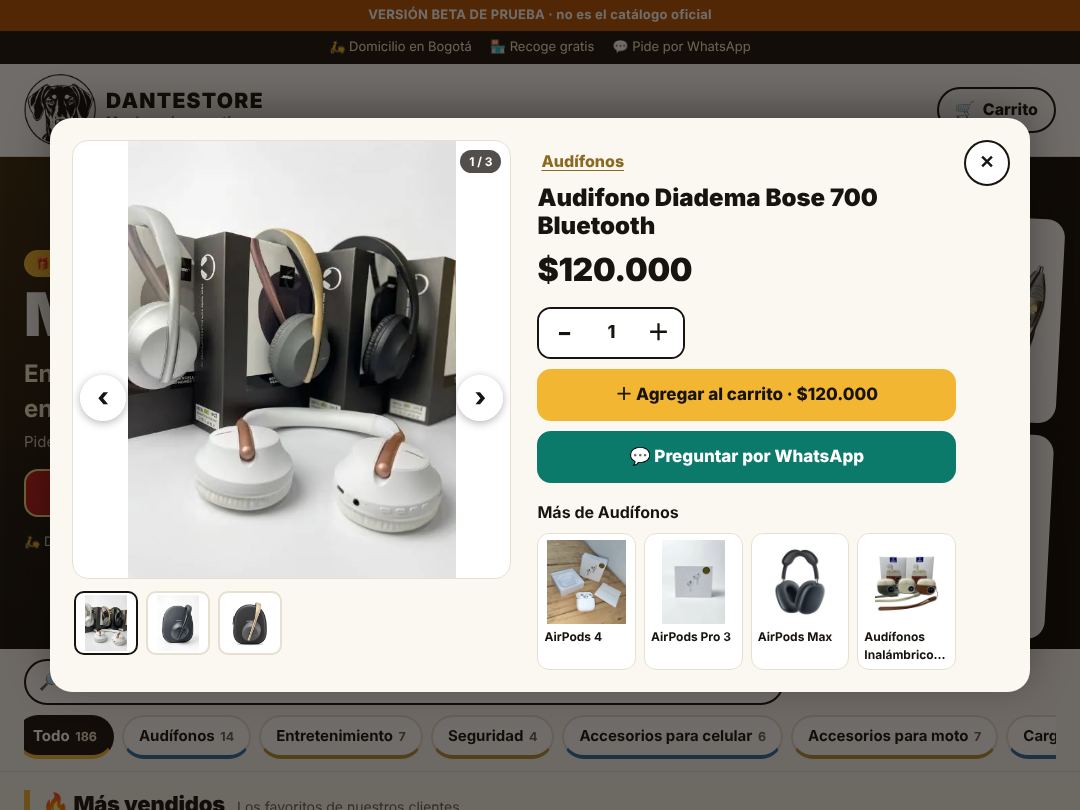 VERSIÓN BETA DE PRUEBA · no es el catálogo oficial
🛵 Domicilio en Bogotá 🏪 Recoge gratis 💬 Pide por WhatsApp
DANTESTORE
🛒 Carrito
1 / 3
Audífonos
×
Audifono Diadema Bose 700
Bluetooth
$120.000
− 1 +
‹ ›
+ Agregar al carrito · $120.000
💬 Preguntar por WhatsApp
Más de Audífonos
AirPods 4
AirPods Pro 3
AirPods Max
Audífonos
Inalámbrico...
Todo 186
Audífonos 14
Entretenimiento 7
Seguridad 4
Accesorios para celular 6
Accesorios para moto 7
🔥 Más vendidos Los favoritos de nuestros clientes